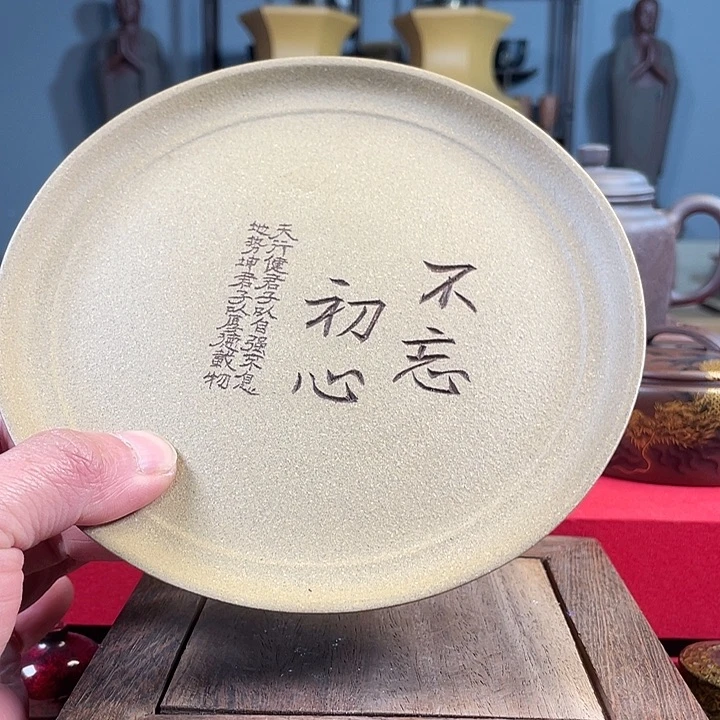 不忘
初心
天行健君子以自强不息
地势坤君子以厚德载物